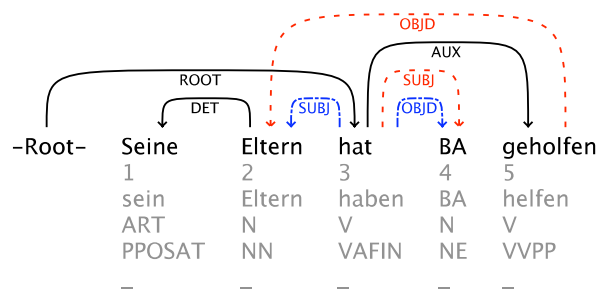 OBJD
AUX
ROOT SUBJ
DET SUBJ OBJD
-Root- Seine Eltern hat BA geholfen
1 2 3 4 5
sein Eltern haben BA helfen
ART N V N V
PPOSAT NN VAFIN NE VVPP
_ _ _ _ _